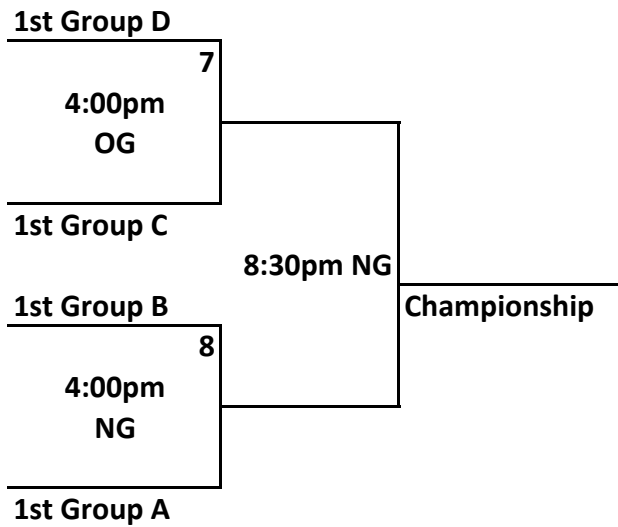 1st Group D
7
4:00pm
OG
1st Group C
8:30pm NG
1st Group B
Championship
8
4:00pm
NG
1st Group A